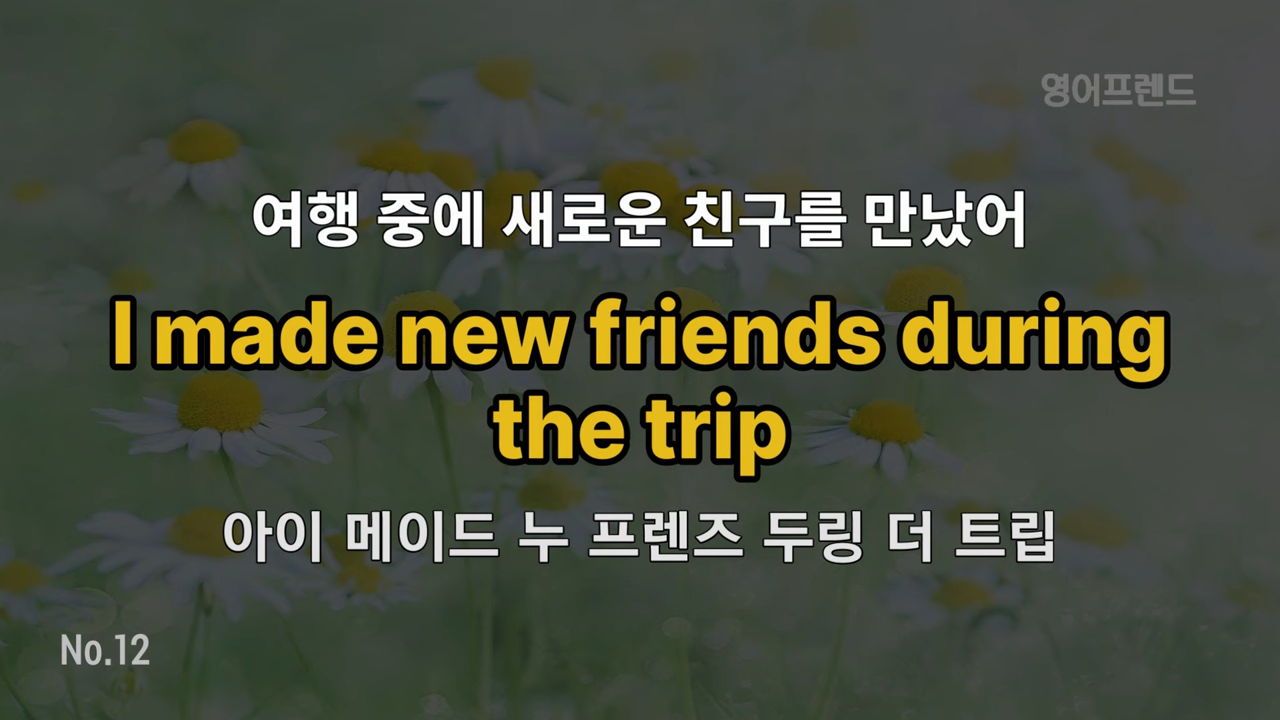 영어프렌드
여행 중에 새로운 친구를 만났어
I made new friends during
the trip
아이 메이드 누 프렌즈 두링 더 트립
No.12